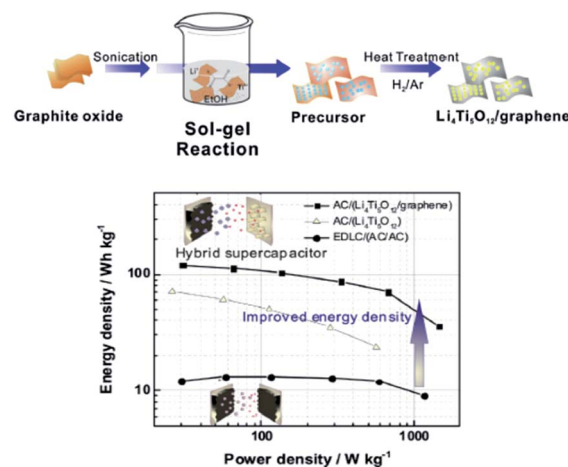 Sonication
Graphite oxide
Li⁺
Ti⁺
EtOH
Sol-gel
Reaction
Precursor
Heat Treatment
H₂/Ar
Li₄Ti₅O₁₂/graphene
AC/(Li₄Ti₅O₁₂/graphene)
AC/(Li₄Ti₅O₁₂)
EDLC/(AC/AC)
Hybrid supercapacitor
Improved energy density
Energy density / Wh kg⁻¹
100
10
100
1000
Power density / W kg⁻¹